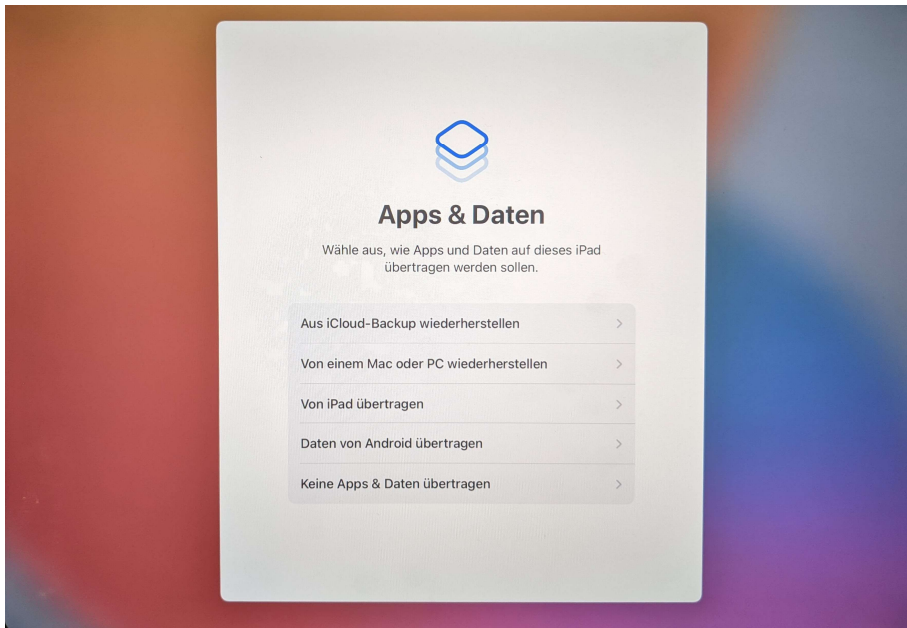 Apps & Daten
Wähle aus, wie Apps und Daten auf dieses iPad
übertragen werden sollen.
Aus iCloud-Backup wiederherstellen
Von einem Mac oder PC wiederherstellen
Von iPad übertragen
Daten von Android übertragen
Keine Apps & Daten übertragen